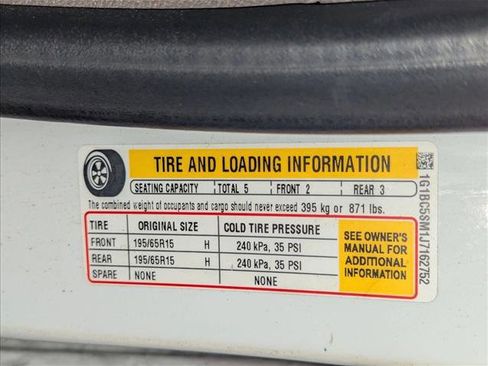 TIRE AND LOADING INFORMATION
SEATING CAPACITY TOTAL 5 FRONT 2 REAR 3
The combined weight of occupants and cargo should never exceed 395 kg or 871 lbs.
TIRE ORIGINAL SIZE COLD TIRE PRESSURE
FRONT 195/65R15 H 240 kPa, 35 PSI
REAR 195/65R15 H 240 kPa, 35 PSI
SPARE NONE NONE
SEE OWNER'S
MANUAL FOR
ADDITIONAL
INFORMATION
1G1BC5SM1J7162752